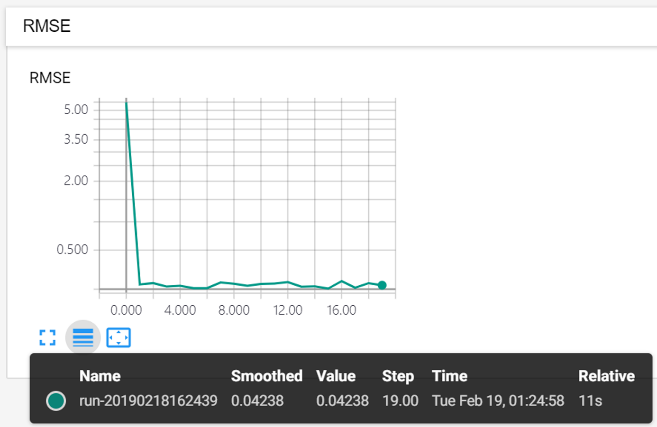 RMSE
RMSE
5.00
3.50
2.00
0.500
0.000 4.000 8.000 12.00 16.00
Name Smoothed Value Step Time Relative
run-20190218162439 0.04238 0.04238 19.00 Tue Feb 19, 01:24:58 11s